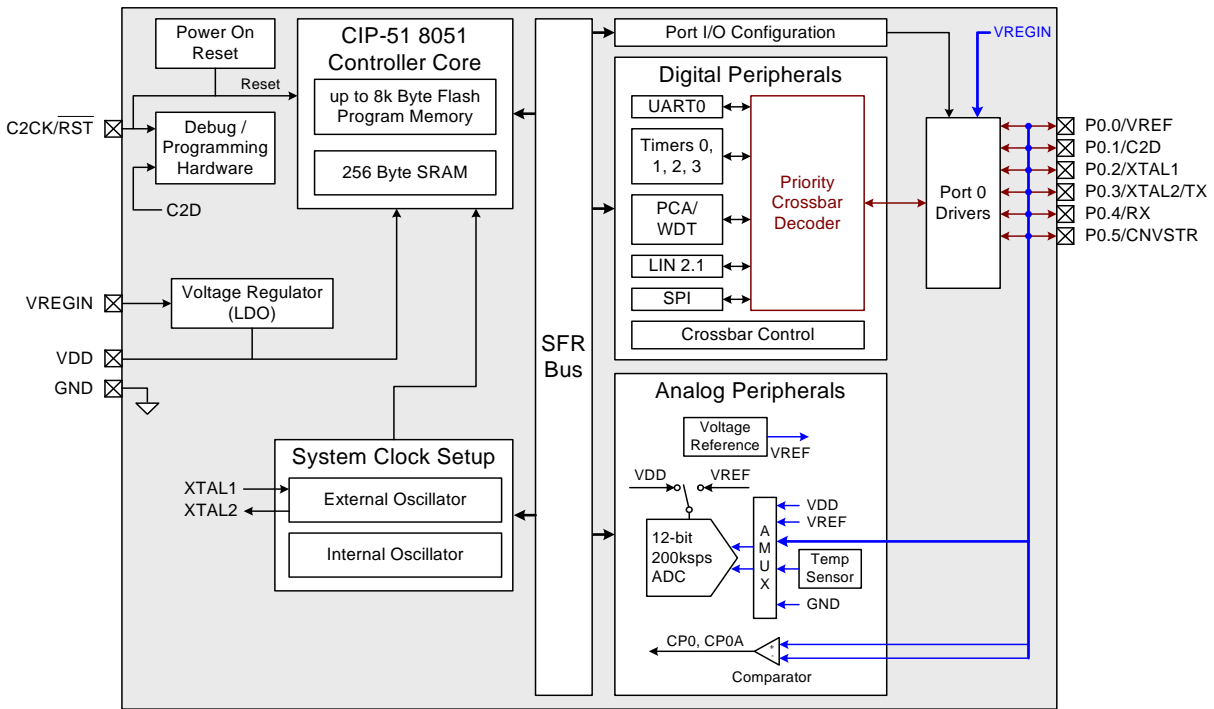 Power On
Reset
Reset
C2CK/RST
Debug /
Programming
Hardware
C2D
VREGIN
Voltage Regulator
(LDO)
VDD
GND
CIP-51 8051
Controller Core
up to 8k Byte Flash
Program Memory
256 Byte SRAM
System Clock Setup
XTAL1
XTAL2
External Oscillator
Internal Oscillator
SFR
Bus
Port I/O Configuration
Digital Peripherals
UART0
Timers 0,
1, 2, 3
PCA/
WDT
LIN 2.1
SPI
Priority
Crossbar
Decoder
Crossbar Control
VREGIN
Port 0
Drivers
P0.0/VREF
P0.1/C2D
P0.2/XTAL1
P0.3/XTAL2/TX
P0.4/RX
P0.5/CNVSTR
Analog Peripherals
Voltage
Reference
VREF
VDD
VREF
12-bit
200ksps
ADC
A
M
U
X
VDD
VREF
Temp
Sensor
GND
CP0, CP0A
+
-
Comparator